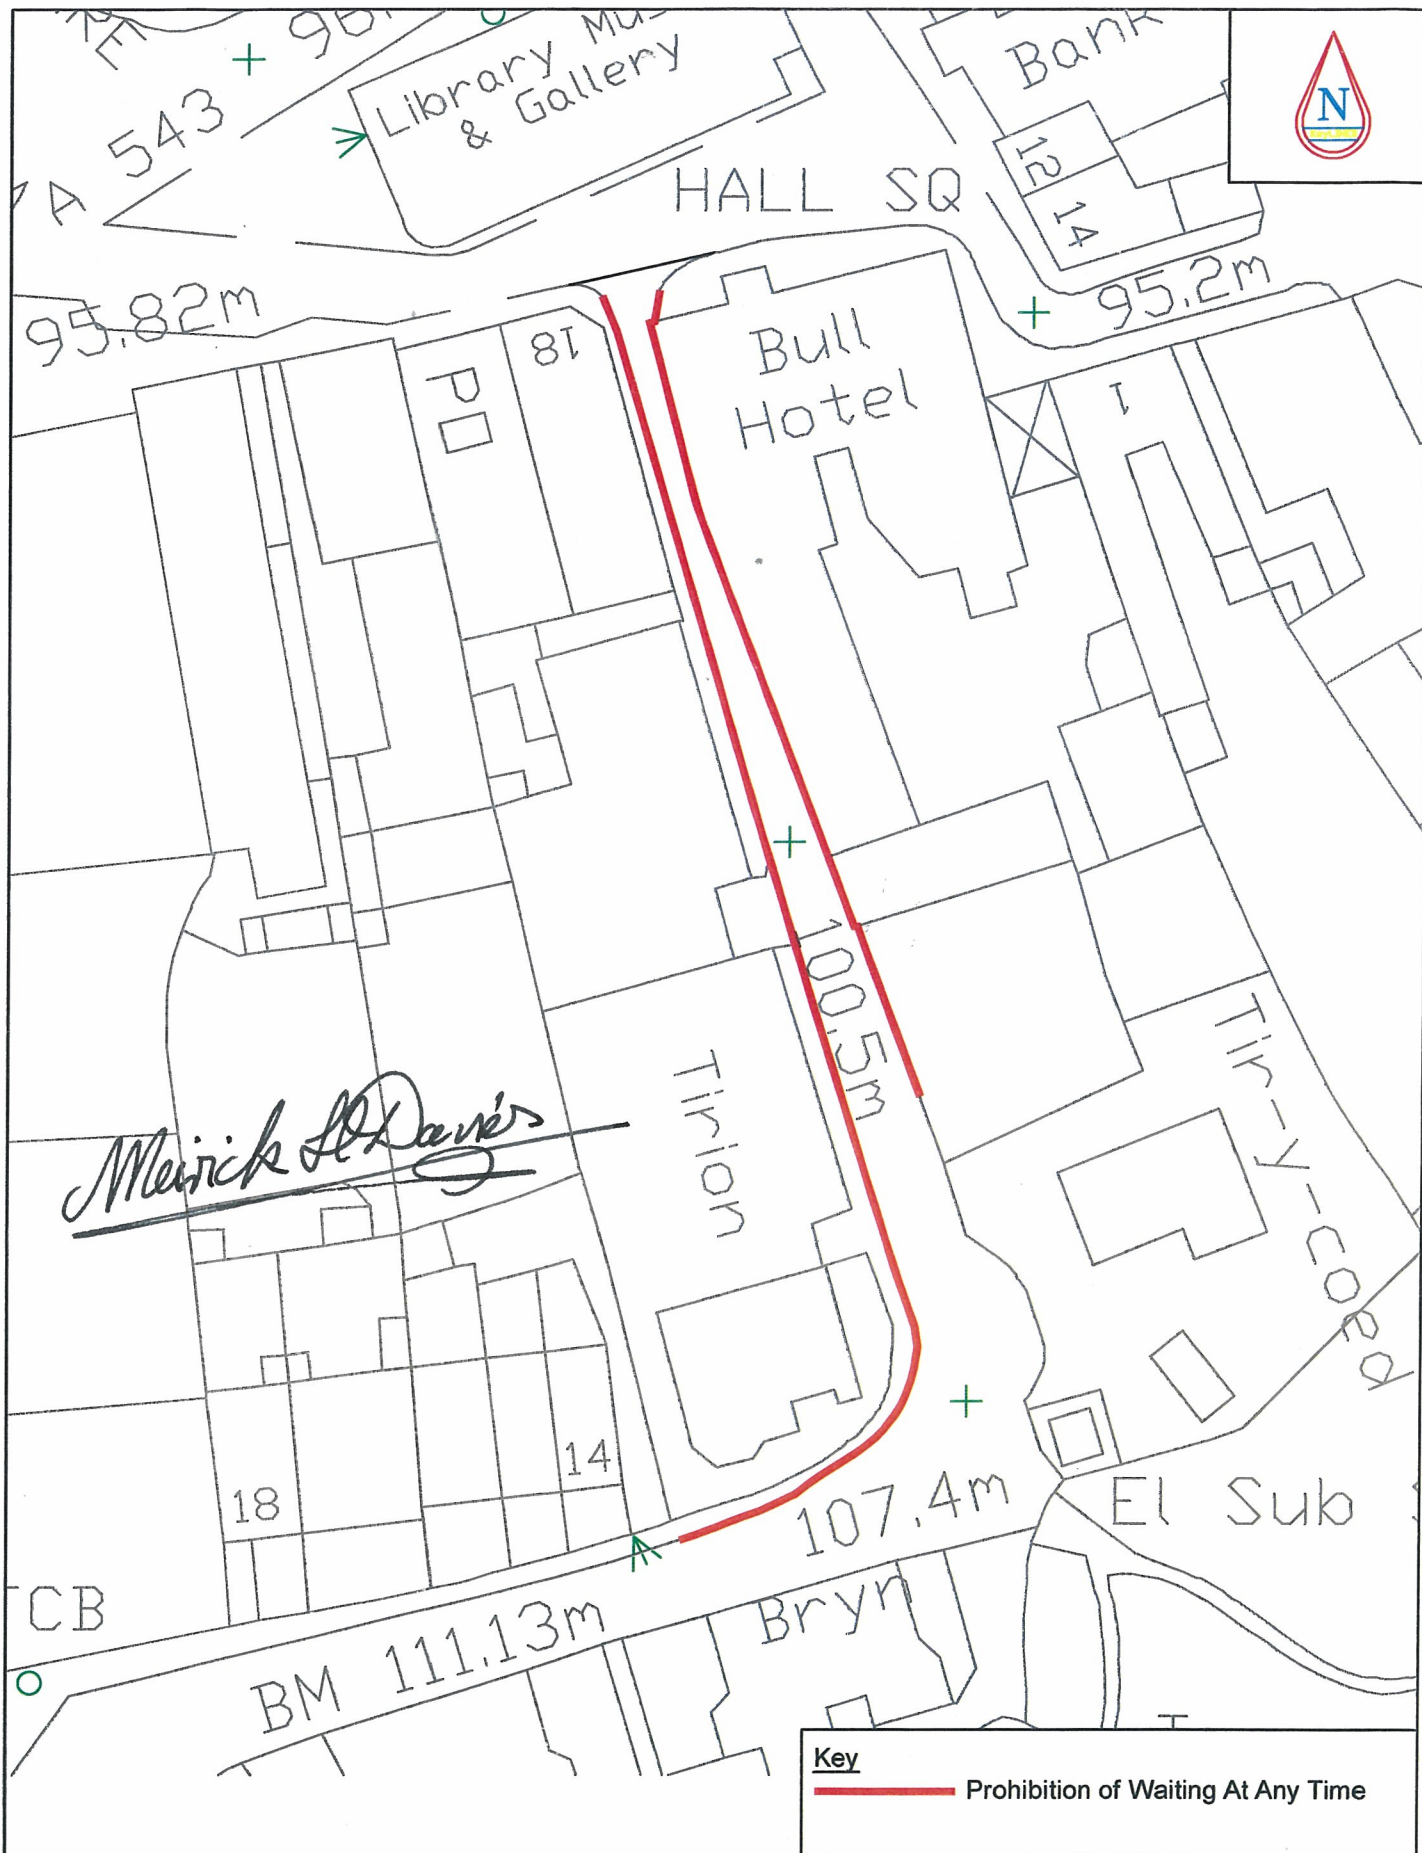 543
Library Mus
& Gallery
Bank
N
12
14
HALL SQ
95.82m
95.2m
18
PO
Bull
Hotel
1
100.5m
Tirion
Tir-y-Coed
18
14
107.4m
El Sub
TCB
BM 111.13m
Bryn
Key
Prohibition of Waiting At Any Time